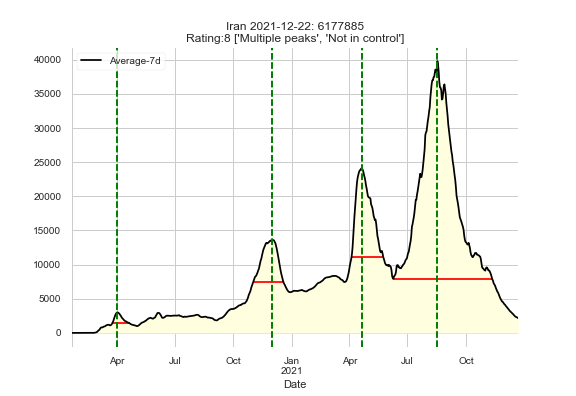 Iran 2021-12-22: 6177885
Rating:8 ['Multiple peaks', 'Not in control']
Average-7d
40000
35000
30000
25000
20000
15000
10000
5000
0
Apr Jul Oct Jan Apr Jul Oct
2021
Date